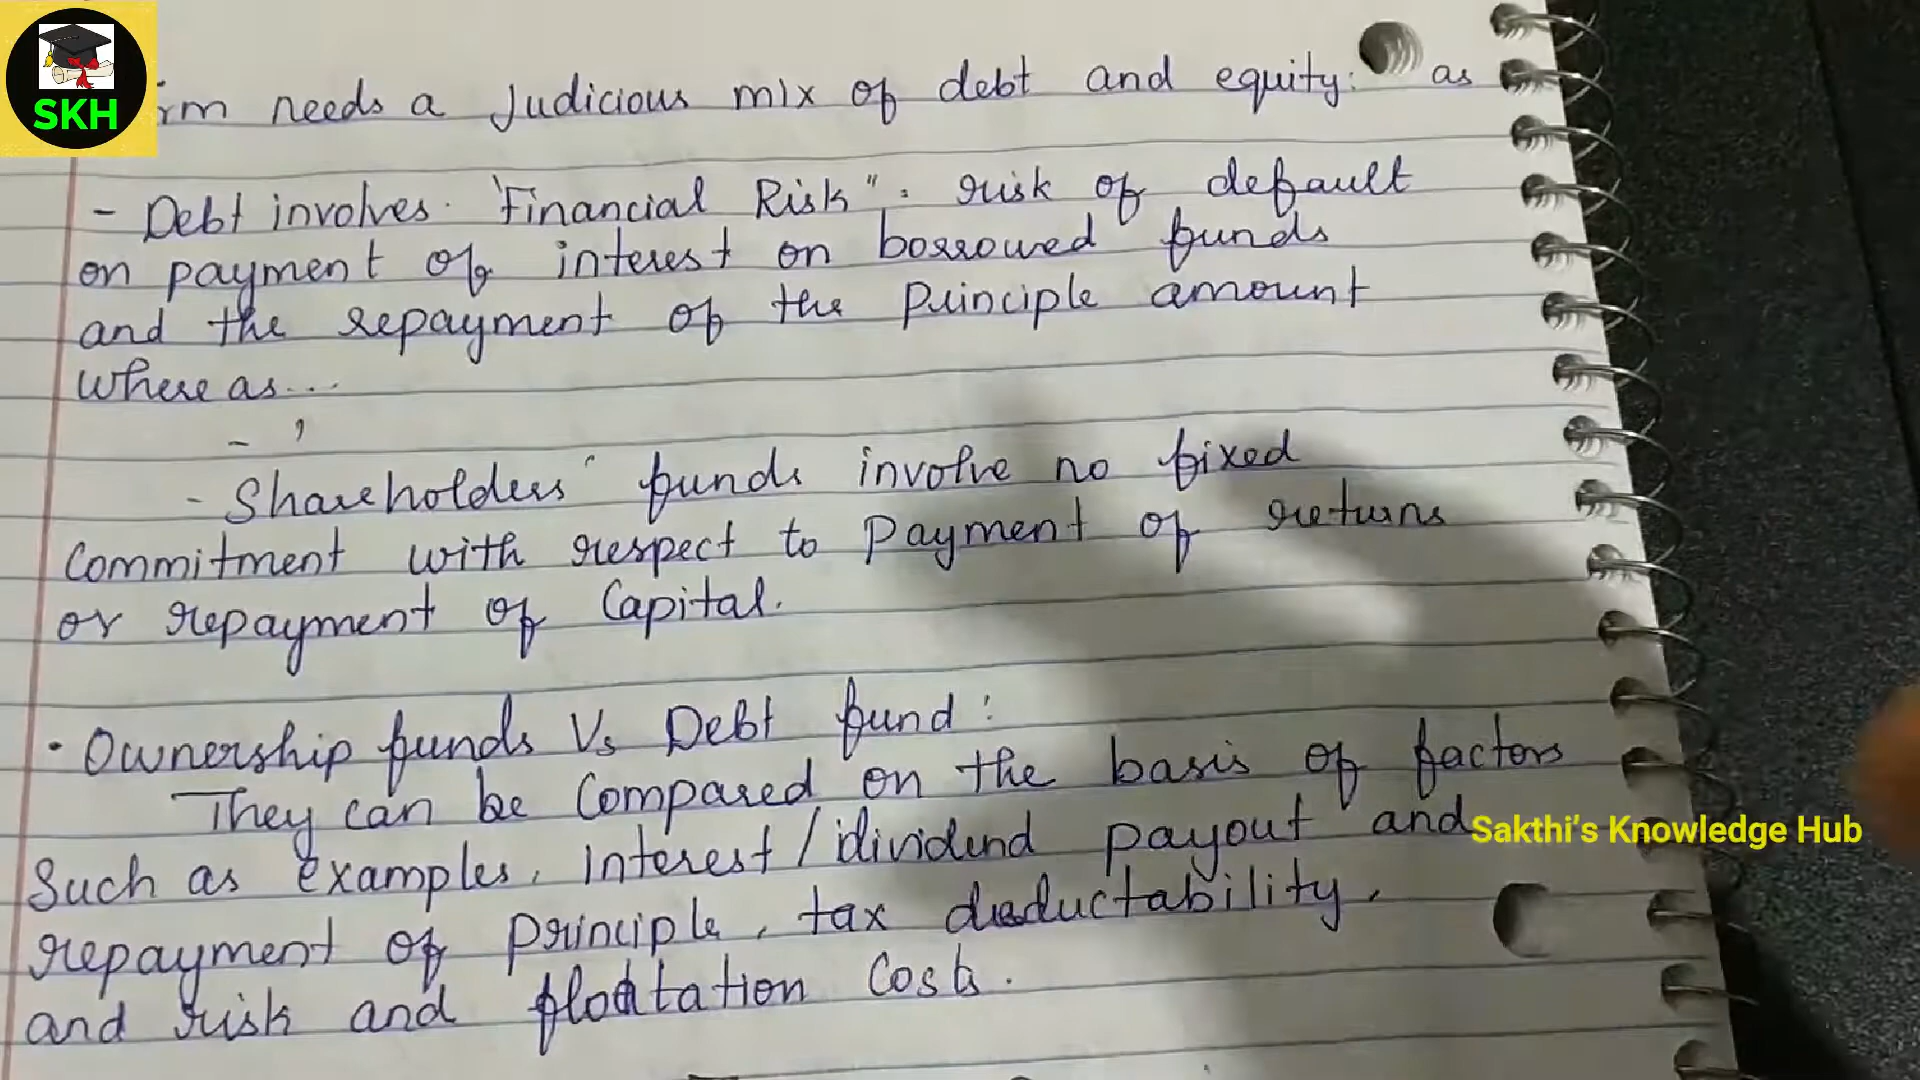 SKH
irm needs a Judicious mix of debt and equity: as
- Debt involves "Financial Risk": risk of default
on payment of interest on borrowed funds
and the repayment of the Principle amount
where as...
- Shareholders' funds involve no fixed
Commitment with respect to Payment of returns
or repayment of Capital.
• Ownership funds Vs Debt fund:
They can be Compared on the basis of factors
Such as examples, interest/dividend payout and
Sakthi's Knowledge Hub
repayment of Principle, tax deductability,
and risk and floatation Costs.